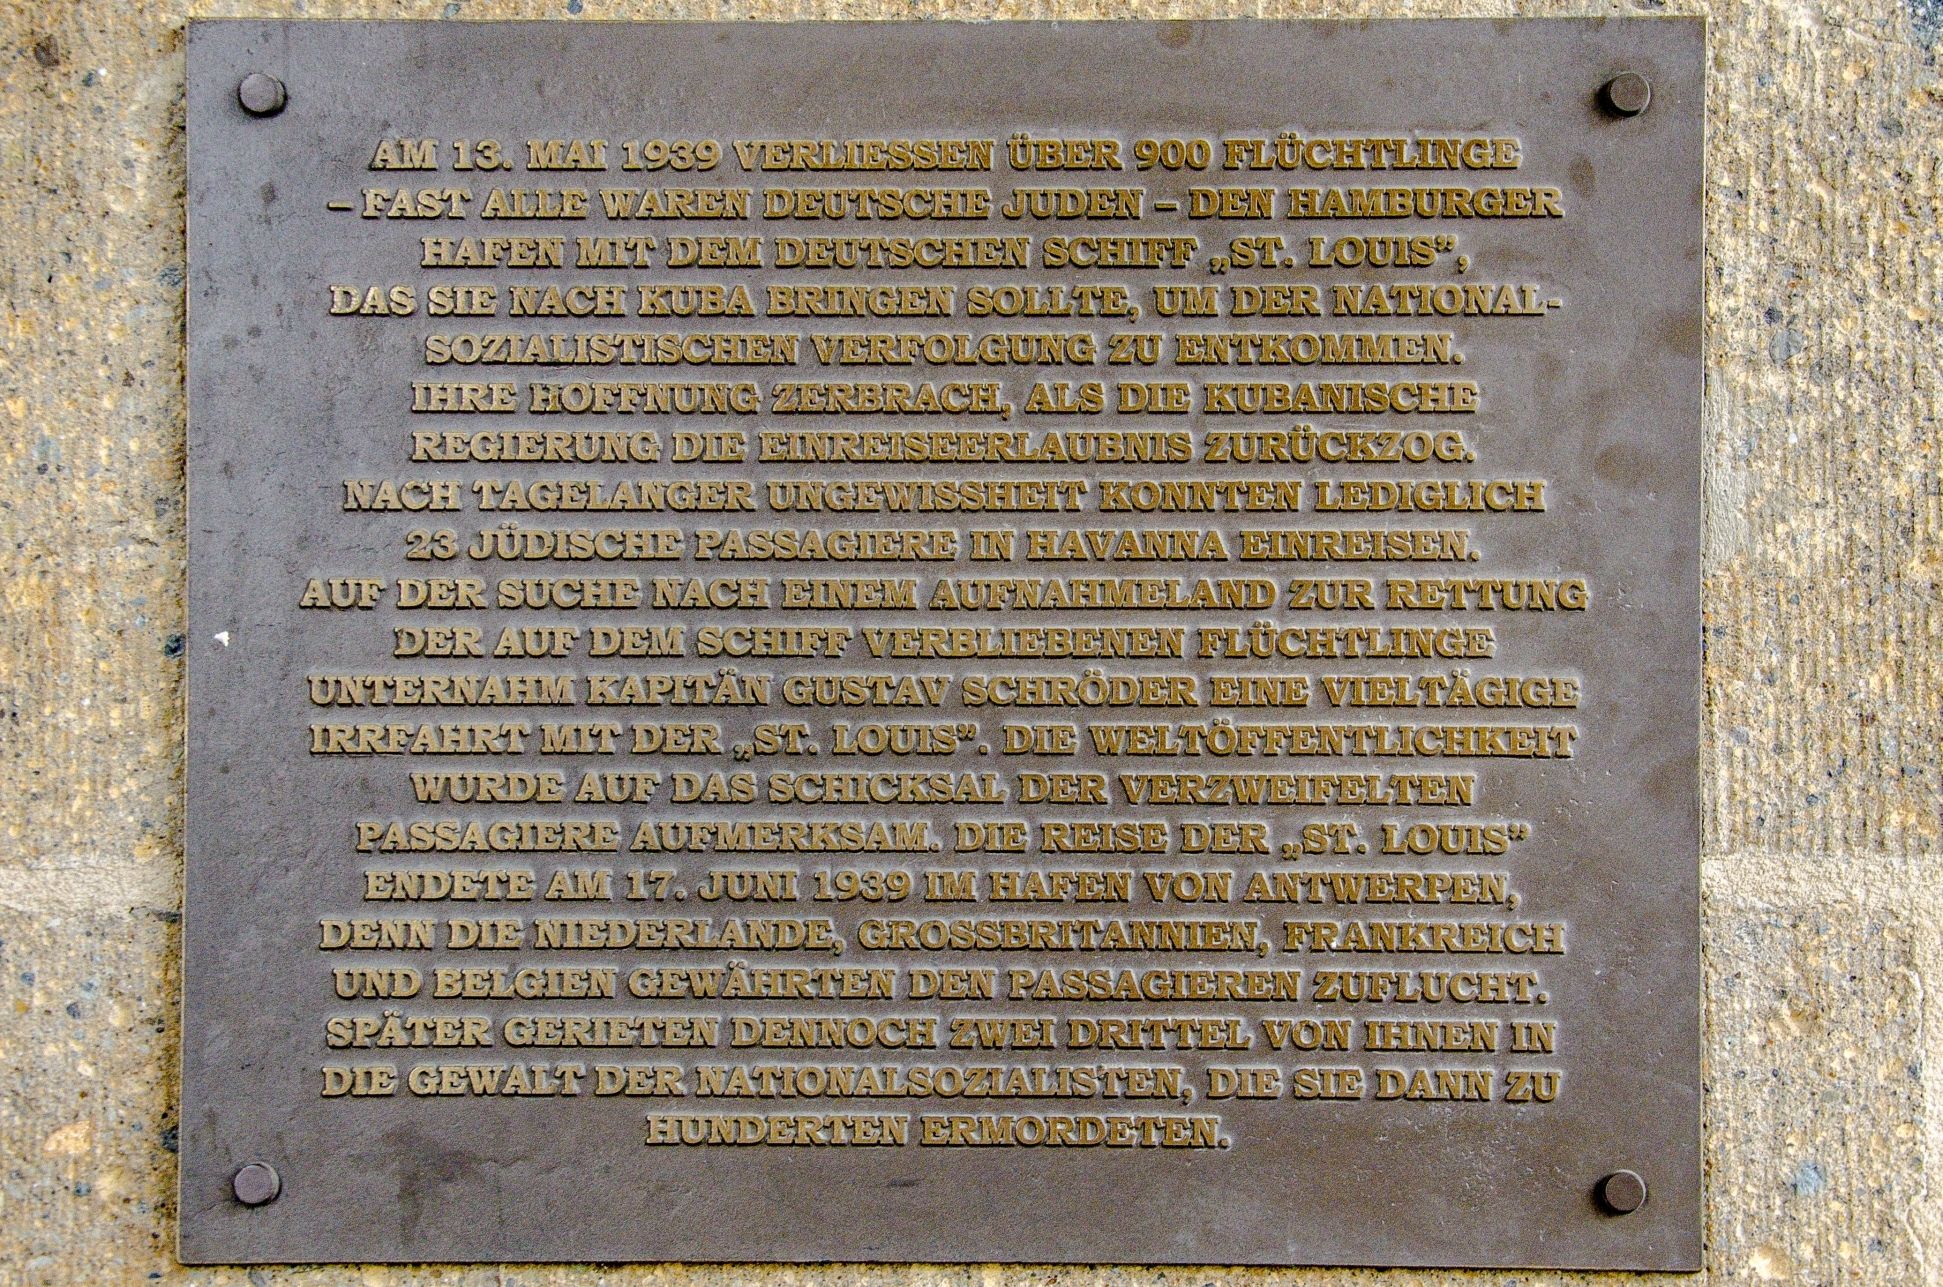 AM 13. MAI 1939 VERLIESSEN ÜBER 900 FLÜCHTLINGE
– FAST ALLE WAREN DEUTSCHE JUDEN – DEN HAMBURGER
HAFEN MIT DEM DEUTSCHEN SCHIFF „ST. LOUIS”,
DAS SIE NACH KUBA BRINGEN SOLLTE, UM DER NATIONAL-
SOZIALISTISCHEN VERFOLGUNG ZU ENTKOMMEN.
IHRE HOFFNUNG ZERBRACH, ALS DIE KUBANISCHE
REGIERUNG DIE EINREISEERLAUBNIS ZURÜCKZOG.
NACH TAGELANGER UNGEWISSHEIT KONNTEN LEDIGLICH
23 JÜDISCHE PASSAGIERE IN HAVANNA EINREISEN.
AUF DER SUCHE NACH EINEM AUFNAHMELAND ZUR RETTUNG
DER AUF DEM SCHIFF VERBLIEBENEN FLÜCHTLINGE
UNTERNAHM KAPITÄN GUSTAV SCHRÖDER EINE VIELTÄGIGE
IRRFAHRT MIT DER „ST. LOUIS”. DIE WELTÖFFENTLICHKEIT
WURDE AUF DAS SCHICKSAL DER VERZWEIFELTEN
PASSAGIERE AUFMERKSAM. DIE REISE DER „ST. LOUIS”
ENDETE AM 17. JUNI 1939 IM HAFEN VON ANTWERPEN,
DENN DIE NIEDERLANDE, GROSSBRITANNIEN, FRANKREICH
UND BELGIEN GEWÄHRTEN DEN PASSAGIEREN ZUFLUCHT.
SPÄTER GERIETEN DENNOCH ZWEI DRITTEL VON IHNEN IN
DIE GEWALT DER NATIONALSOZIALISTEN, DIE SIE DANN ZU
HUNDERTEN ERMORDETEN.